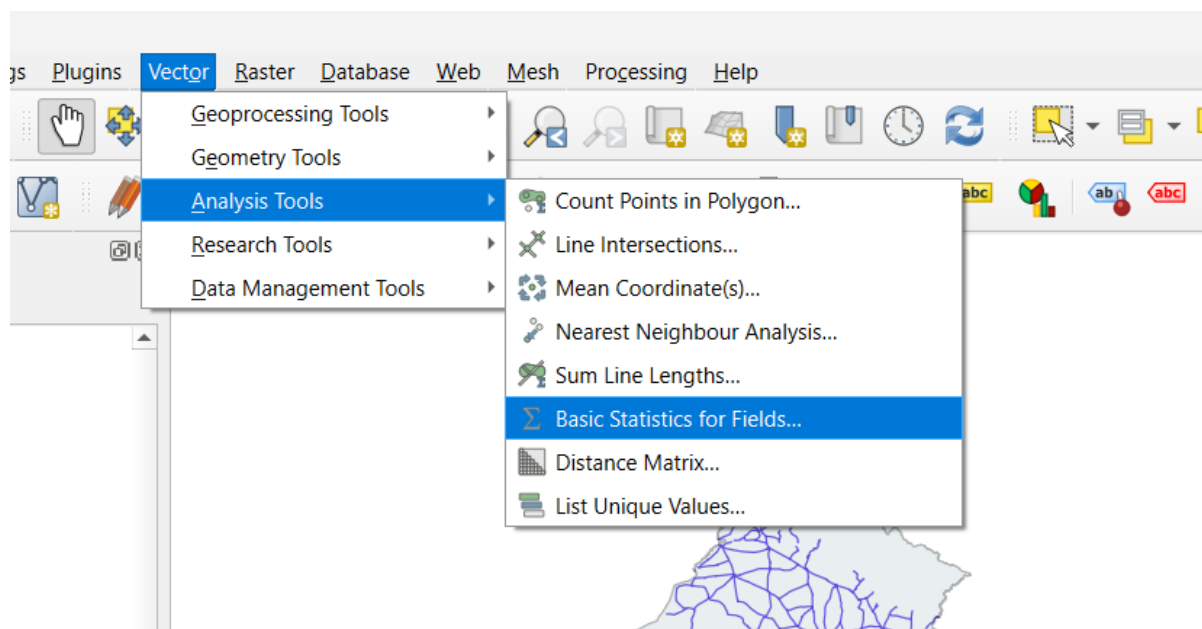 Plugins Vector Raster Database Web Mesh Processing Help
Geoprocessing Tools
Geometry Tools
Analysis Tools
Research Tools
Data Management Tools
Count Points in Polygon...
Line Intersections...
Mean Coordinate(s)...
Nearest Neighbour Analysis...
Sum Line Lengths...
Basic Statistics for Fields...
Distance Matrix...
List Unique Values...
abc
ab
abc